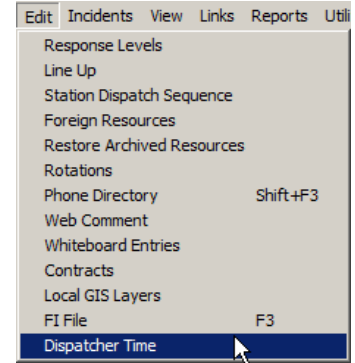 Edit Incidents View Links Reports Utili
Response Levels
Line Up
Station Dispatch Sequence
Foreign Resources
Restore Archived Resources
Rotations
Phone Directory Shift+F3
Web Comment
Whiteboard Entries
Contracts
Local GIS Layers
FI File F3
Dispatcher Time